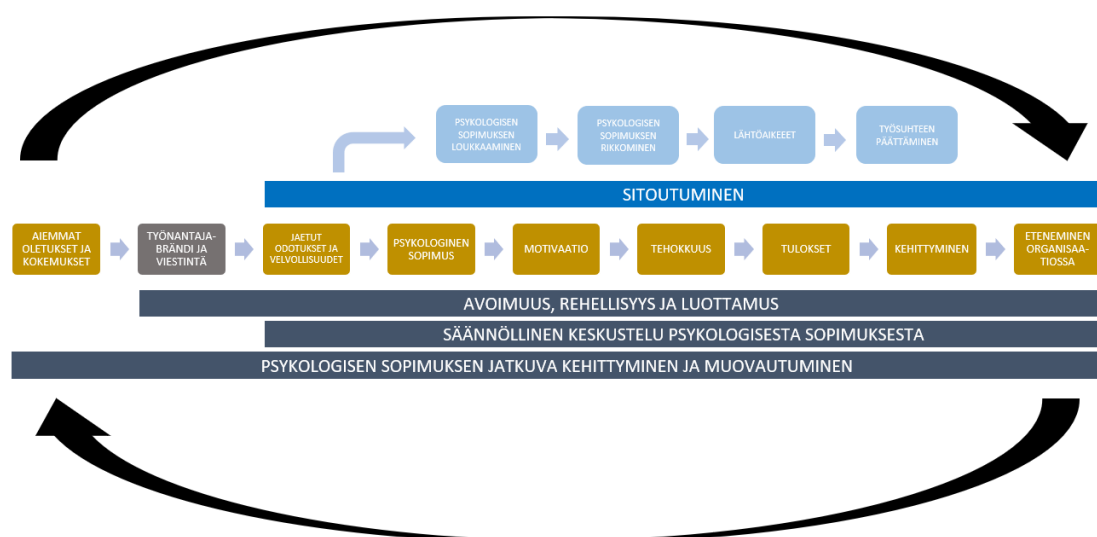 PSYKOLOGISEN
SOPIMUKSEN
LOUKKAAMINEN
PSYKOLOGISEN
SOPIMUKSEN
RIKKOMINEN
LÄHTÖAIKEEET
TYÖSUHTEEN
PÄÄTTÄMINEN
SITOUTUMINEN
AIEMMAT
OLETUKSET JA
KOKEMUKSET
TYÖNANTAJA-
BRÄNDI JA
VIESTINTÄ
JAETUT
ODOTUKSET JA
VELVOLLISUUDET
PSYKOLOGINEN
SOPIMUS
MOTIVAATIO
TEHOKKUUS
TULOKSET
KEHITTYMINEN
ETENEMINEN
ORGANISAA-
TIOSSA
AVOIMUUS, REHELLISYYS JA LUOTTAMUS
SÄÄNNÖLLINEN KESKUSTELU PSYKOLOGISESTA SOPIMUKSESTA
PSYKOLOGISEN SOPIMUKSEN JATKUVA KEHITTYMINEN JA MUOVAUTUMINEN